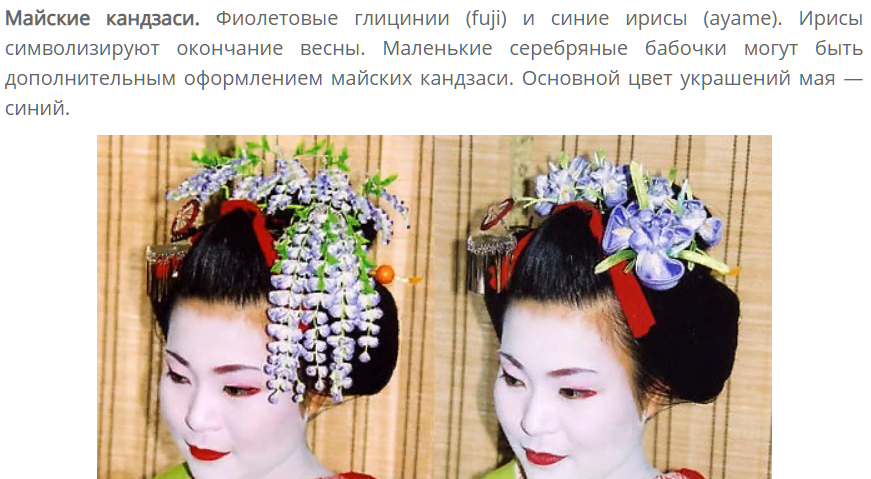 Майские кандзаси. Фиолетовые глицинии (fuji) и синие ирисы (ayame). Ирисы
символизируют окончание весны. Маленькие серебряные бабочки могут быть
дополнительным оформлением майских кандзаси. Основной цвет украшений мая —
синий.